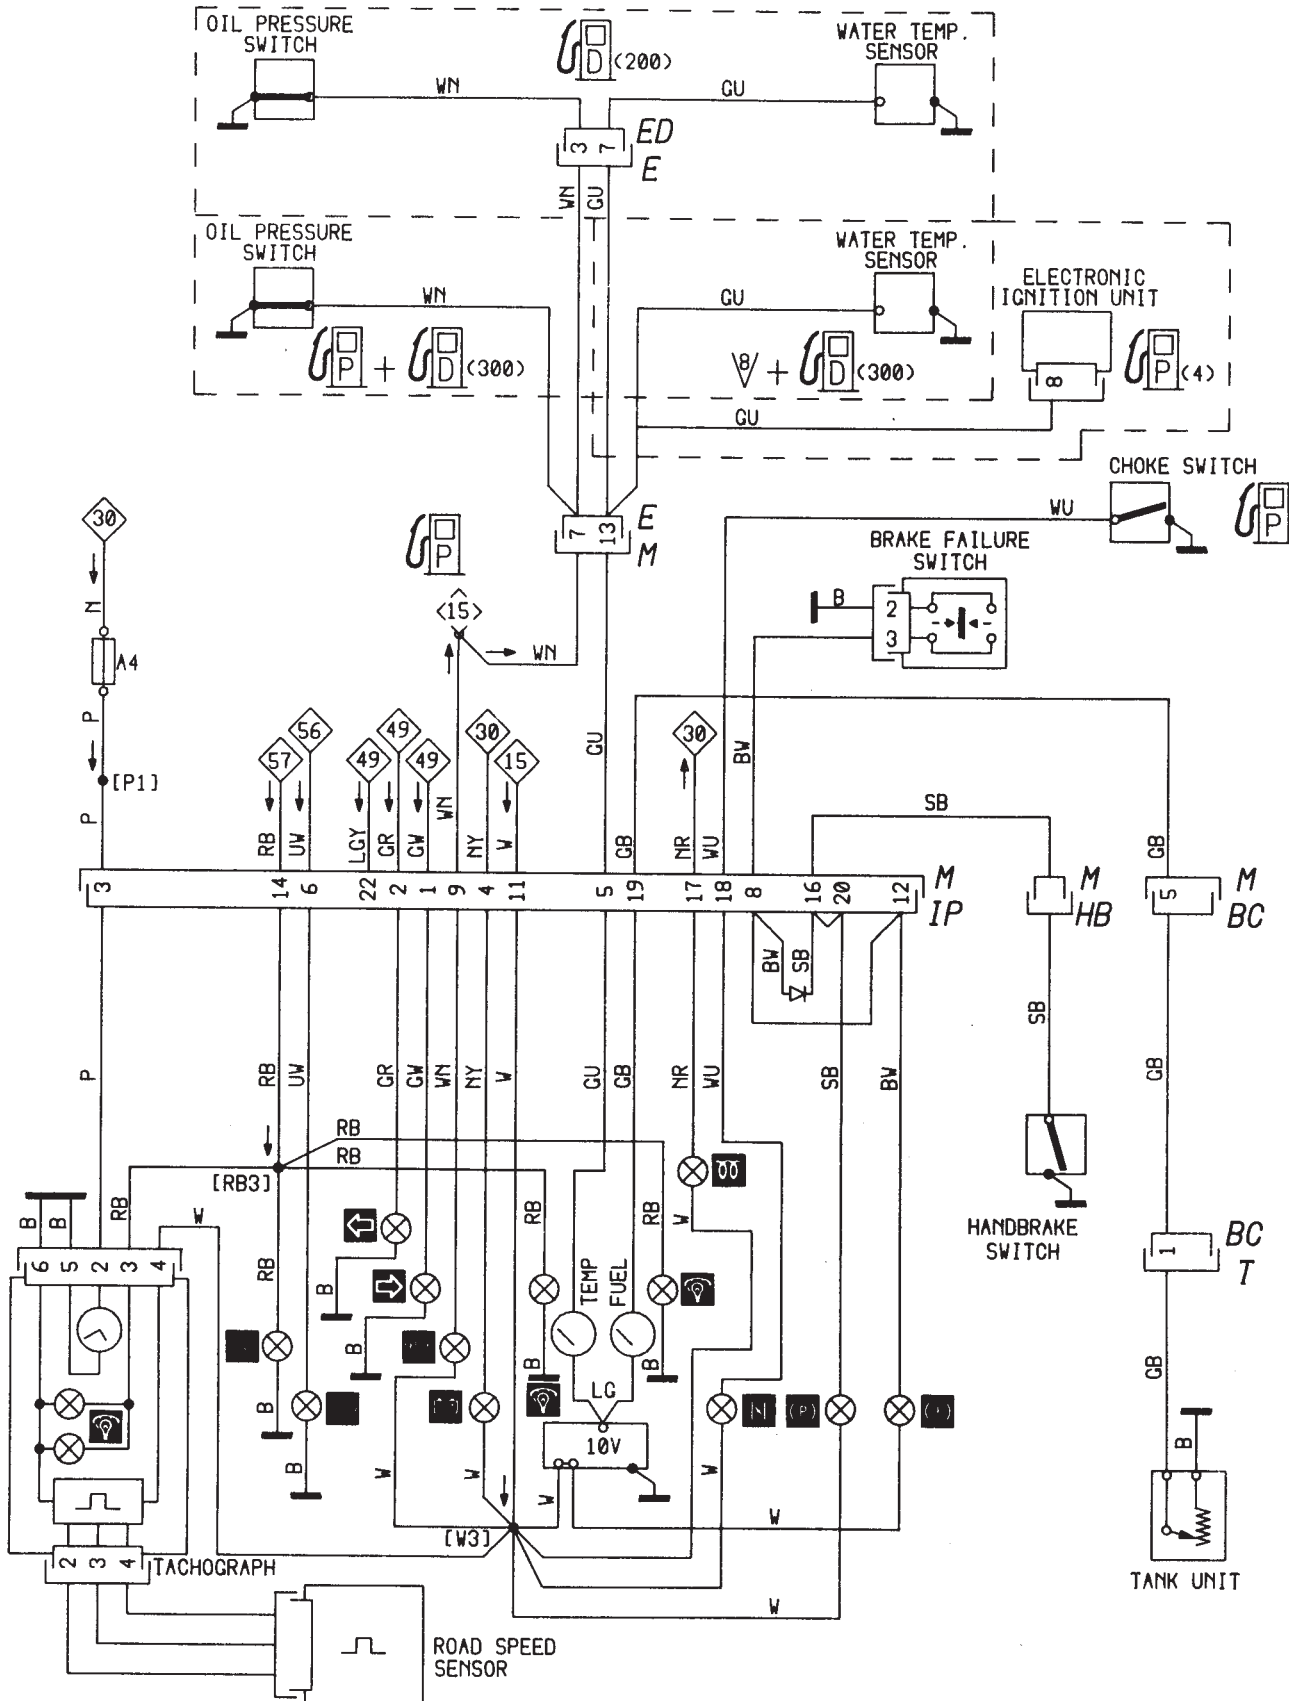 OIL PRESSURE
SWITCH
WN
D (200)
GU
WATER TEMP.
SENSOR
3 7
ED
E
WN GU
OIL PRESSURE
SWITCH
WN
P + D (300)
GU
WATER TEMP.
SENSOR
8 + D (300)
ELECTRONIC
IGNITION UNIT
8
P (4)
GU
CHOKE SWITCH
WU
P
7 13
E
M
P
BRAKE FAILURE
SWITCH
B
2
3
30
N
A4
P
[P1]
P
15
WN
57 56 49 49 49 30 15
GU
30
BW
SB
RB UW LGY GR GW WN NY W GB NR WU GB
3 14 6 22 2 1 9 4 11 5 19 17 18 8 16 20 12
M
IP
M
HB
5
M
BC
BW SB
SB
P RB UW GR GW WN NY W GU GB NR WU SB BW GB
RB
RB
[RB3]
B B RB W
RB
RB
RB
W
HANDBRAKE
SWITCH
1
BC
T
6 5 2 3 4
B
TEMP FUEL
B
B
B
LG
B
N
(P)
10V
B
W W W W
GB
B
B
[W3]
W
TANK UNIT
W
2 3 4
TACHOGRAPH
ROAD SPEED
SENSOR